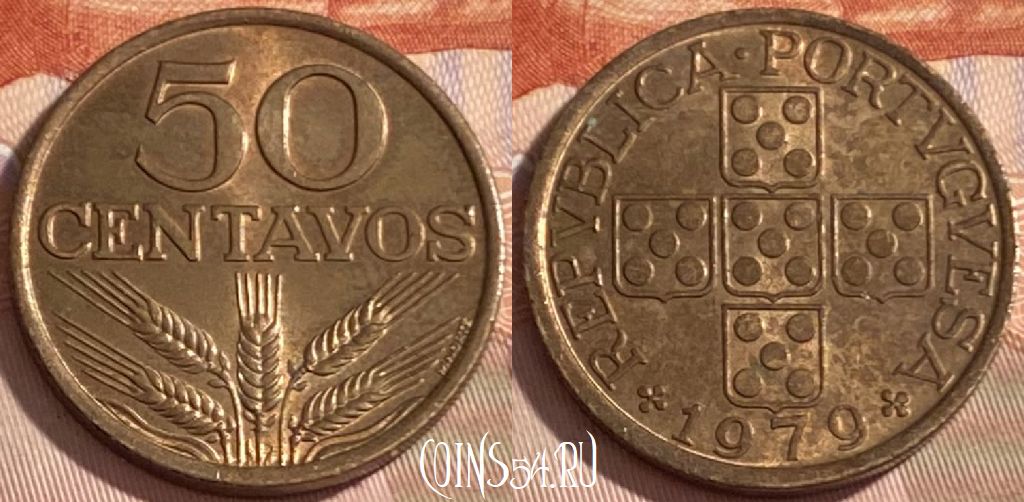 50
CENTAVOS
REPVBLICA · PORTVGVESA
1979
COINS54.RU